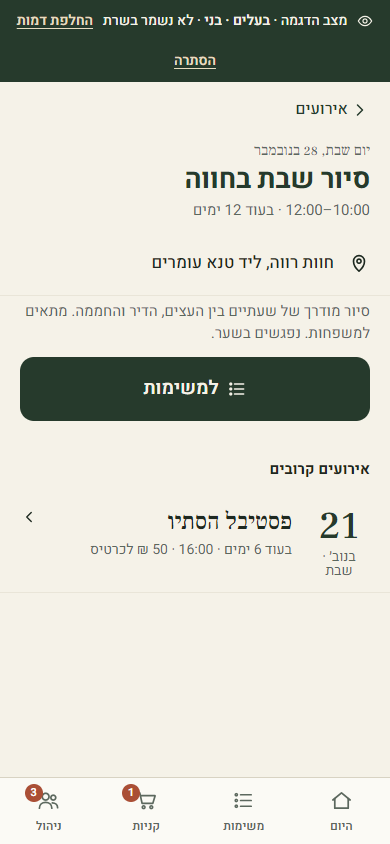 מצב הדגמה · בעלים · בני · לא נשמר בשרת החלפת דמות
הסתרה
אירועים
יום שבת, 28 בנובמבר
סיור שבת בחווה
10:00–12:00 · בעוד 12 ימים
חוות רווה, ליד טנא עומרים
סיור מודרך של שעתיים בין העצים, הדיר והחממה. מתאים
למשפחות. נפגשים בשער.
למשימות
אירועים קרובים
21
בנוב׳ ·
שבת
פסטיבל הסתיו
בעוד 6 ימים · 16:00 · 50 ₪ לכרטיס
היום
משימות
1
קניות
3
ניהול